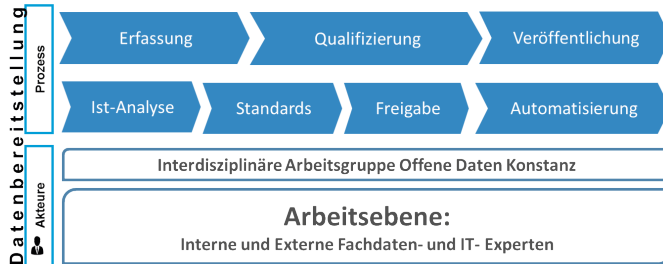 Datenbereitstellung
Prozess
Erfassung
Qualifizierung
Veröffentlichung
Ist-Analyse
Standards
Freigabe
Automatisierung
Akteure
Interdisziplinäre Arbeitsgruppe Offene Daten Konstanz
Arbeitsebene:
Interne und Externe Fachdaten- und IT- Experten